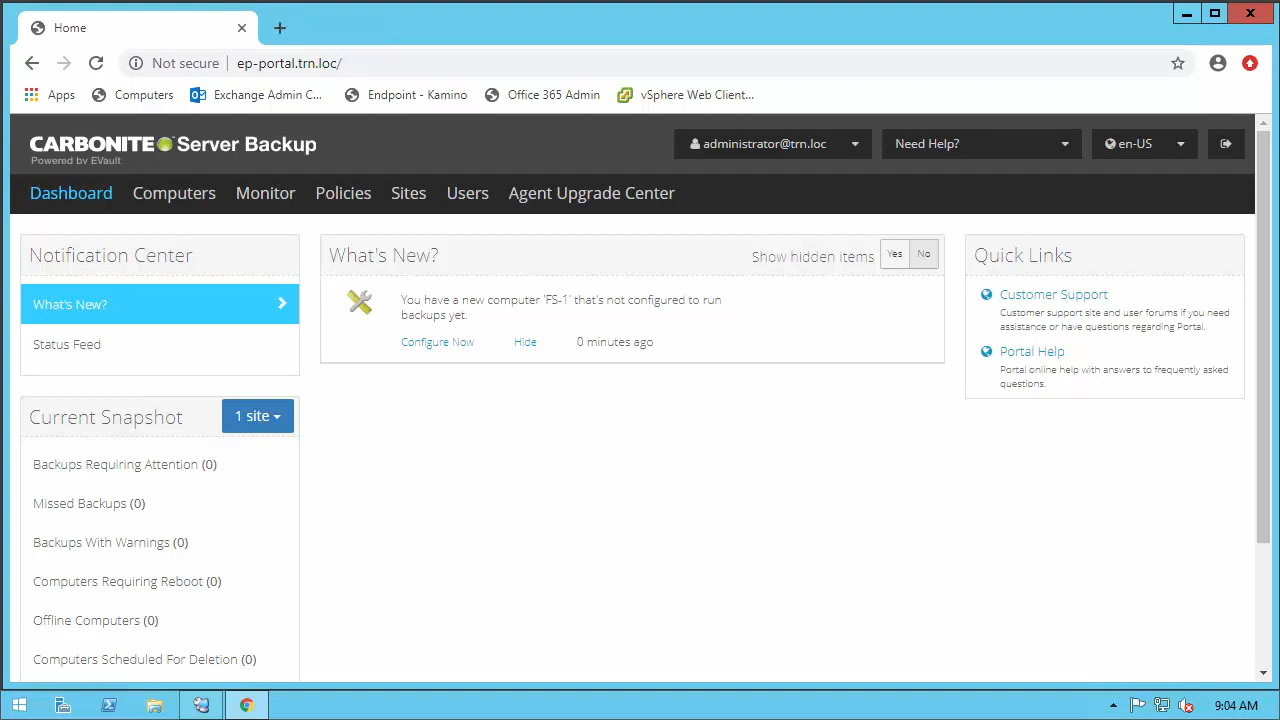 Home
Not secure
ep-portal.trn.loc/
Apps
Computers
Exchange Admin C...
Endpoint - Kamino
Office 365 Admin
vSphere Web Client...
CARBONITE Server Backup
Powered by EVault
administrator@trn.loc
Need Help?
en-US
Dashboard
Computers
Monitor
Policies
Sites
Users
Agent Upgrade Center
Notification Center
What's New?
Status Feed
What's New?
Show hidden items
Yes
No
You have a new computer 'FS-1' that's not configured to run
backups yet.
Configure Now
Hide
0 minutes ago
Quick Links
Customer Support
Customer support site and user forums if you need
assistance or have questions regarding Portal.
Portal Help
Portal online help with answers to frequently asked
questions.
Current Snapshot
1 site
Backups Requiring Attention (0)
Missed Backups (0)
Backups With Warnings (0)
Computers Requiring Reboot (0)
Offline Computers (0)
Computers Scheduled For Deletion (0)
9:04 AM